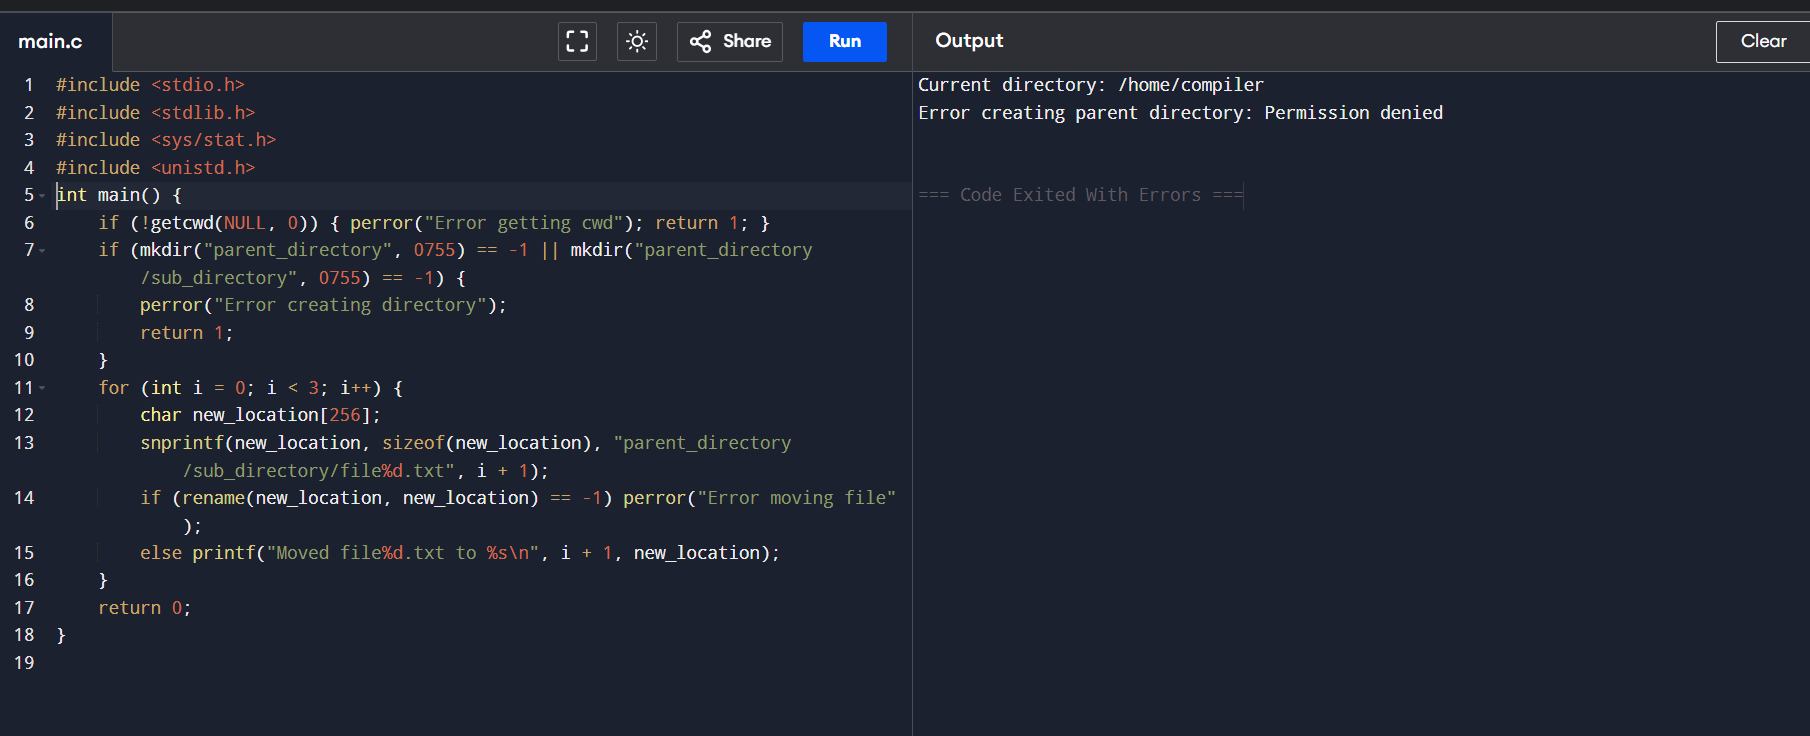 main.c
Share
Run
Output
Clear
1 #include <stdio.h>
2 #include <stdlib.h>
3 #include <sys/stat.h>
4 #include <unistd.h>
5 int main() {
6 if (!getcwd(NULL, 0)) { perror("Error getting cwd"); return 1; }
7 if (mkdir("parent_directory", 0755) == -1 || mkdir("parent_directory
/sub_directory", 0755) == -1) {
8 perror("Error creating directory");
9 return 1;
10 }
11 for (int i = 0; i < 3; i++) {
12 char new_location[256];
13 snprintf(new_location, sizeof(new_location), "parent_directory
/sub_directory/file%d.txt", i + 1);
14 if (rename(new_location, new_location) == -1) perror("Error moving file"
);
15 else printf("Moved file%d.txt to %s\n", i + 1, new_location);
16 }
17 return 0;
18 }
19
Current directory: /home/compiler
Error creating parent directory: Permission denied
=== Code Exited With Errors ===